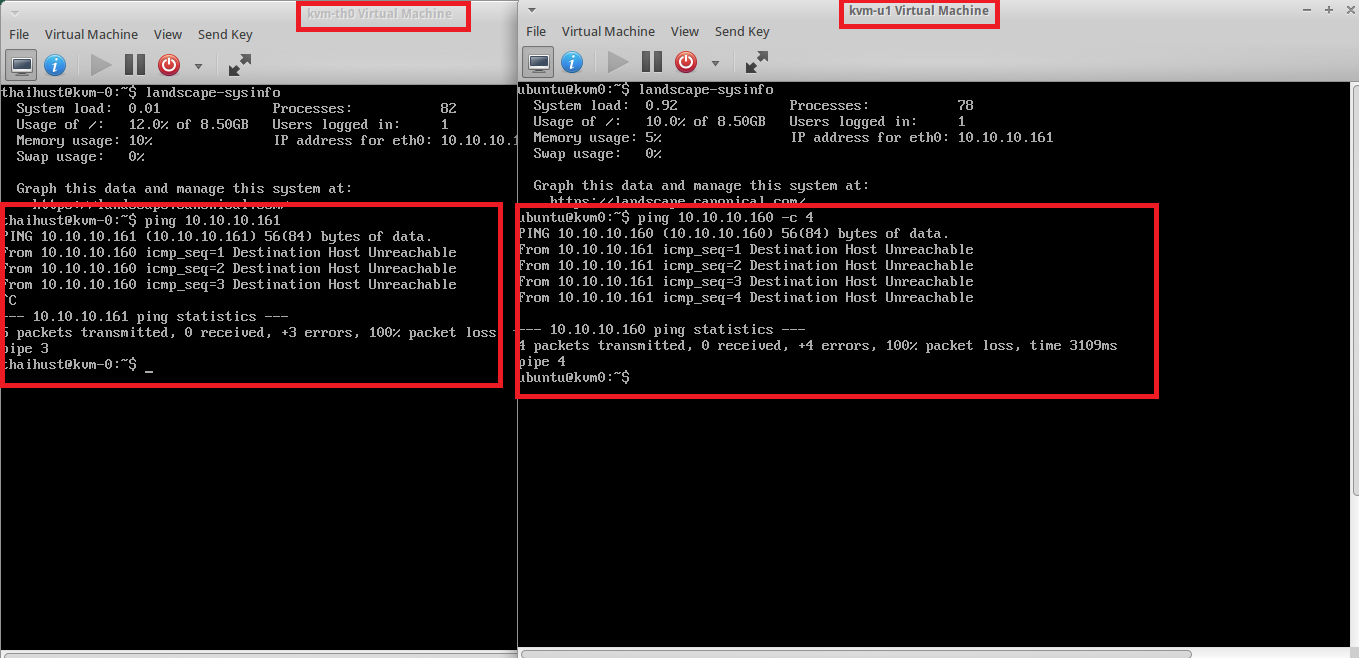 kvm-th0 Virtual Machine
File Virtual Machine View Send Key
thaihust@kvm-0:~$ landscape-sysinfo
System load: 0.01 Processes: 82
Usage of /: 12.0% of 8.50GB Users logged in: 1
Memory usage: 10% IP address for eth0: 10.10.10.1
Swap usage: 0%
Graph this data and manage this system at:
https://landscape.canonical.com/
thaihust@kvm-0:~$ ping 10.10.10.161
PING 10.10.10.161 (10.10.10.161) 56(84) bytes of data.
From 10.10.10.160 icmp_seq=1 Destination Host Unreachable
From 10.10.10.160 icmp_seq=2 Destination Host Unreachable
From 10.10.10.160 icmp_seq=3 Destination Host Unreachable
^C
--- 10.10.10.161 ping statistics ---
5 packets transmitted, 0 received, +3 errors, 100% packet loss
pipe 3
thaihust@kvm-0:~$ _
kvm-u1 Virtual Machine
File Virtual Machine View Send Key
ubuntu@kvm0:~$ landscape-sysinfo
System load: 0.92 Processes: 78
Usage of /: 10.0% of 8.50GB Users logged in: 1
Memory usage: 5% IP address for eth0: 10.10.10.161
Swap usage: 0%
Graph this data and manage this system at:
https://landscape.canonical.com/
ubuntu@kvm0:~$ ping 10.10.10.160 -c 4
PING 10.10.10.160 (10.10.10.160) 56(84) bytes of data.
From 10.10.10.161 icmp_seq=1 Destination Host Unreachable
From 10.10.10.161 icmp_seq=2 Destination Host Unreachable
From 10.10.10.161 icmp_seq=3 Destination Host Unreachable
From 10.10.10.161 icmp_seq=4 Destination Host Unreachable
--- 10.10.10.160 ping statistics ---
4 packets transmitted, 0 received, +4 errors, 100% packet loss, time 3109ms
pipe 4
ubuntu@kvm0:~$